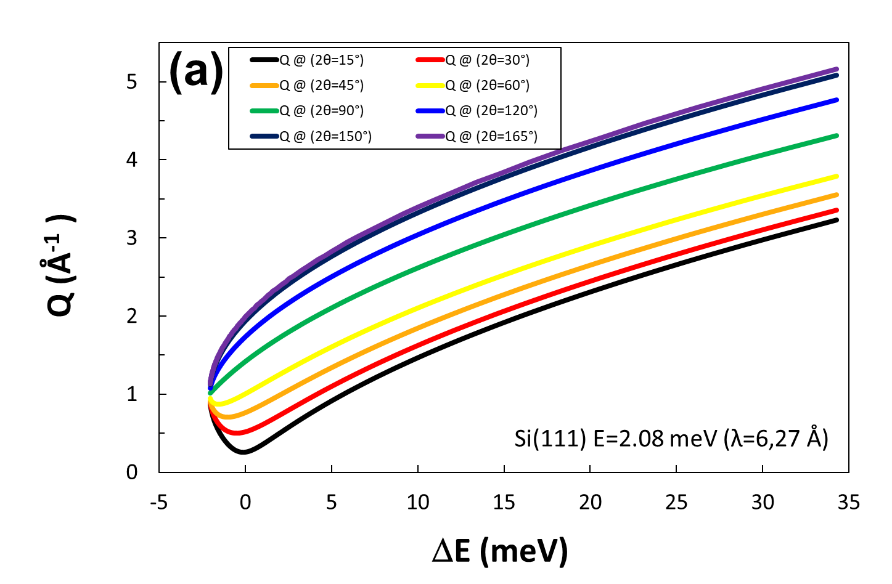 (a)
Q @ (2θ=15°) Q @ (2θ=30°)
Q @ (2θ=45°) Q @ (2θ=60°)
Q @ (2θ=90°) Q @ (2θ=120°)
Q @ (2θ=150°) Q @ (2θ=165°)
5
4
3
2
1
0
Q (Å⁻¹)
Si(111) E=2.08 meV (λ=6,27 Å)
-5 0 5 10 15 20 25 30 35
ΔE (meV)